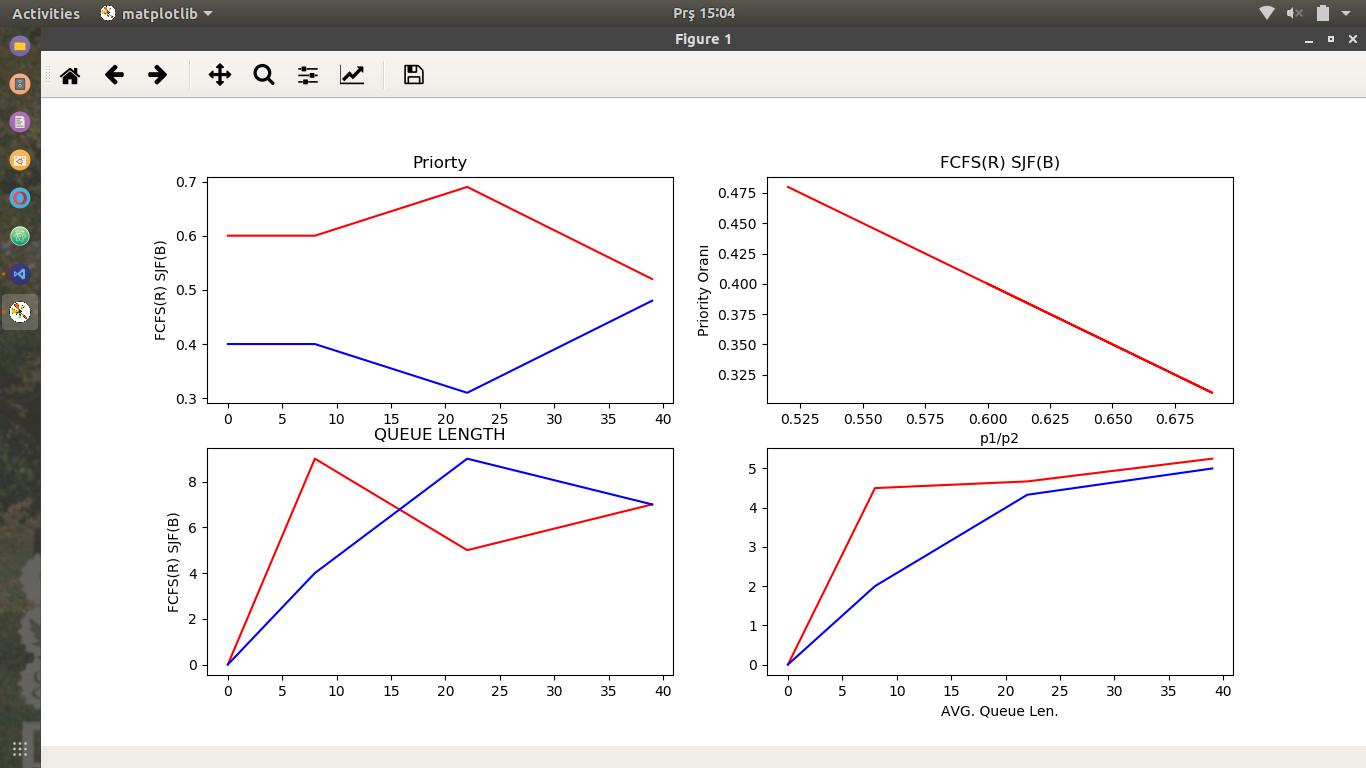 Activities matplotlib Prş 15:04
Figure 1
Priorty
FCFS(R) SJF(B)
0.7
0.6
0.5
0.4
0.3
0 5 10 15 20 25 30 35 40
FCFS(R) SJF(B)
Priority Oranı
0.475
0.450
0.425
0.400
0.375
0.350
0.325
0.525 0.550 0.575 0.600 0.625 0.650 0.675
p1/p2
QUEUE LENGTH
FCFS(R) SJF(B)
8
6
4
2
0
0 5 10 15 20 25 30 35 40
5
4
3
2
1
0
0 5 10 15 20 25 30 35 40
AVG. Queue Len.